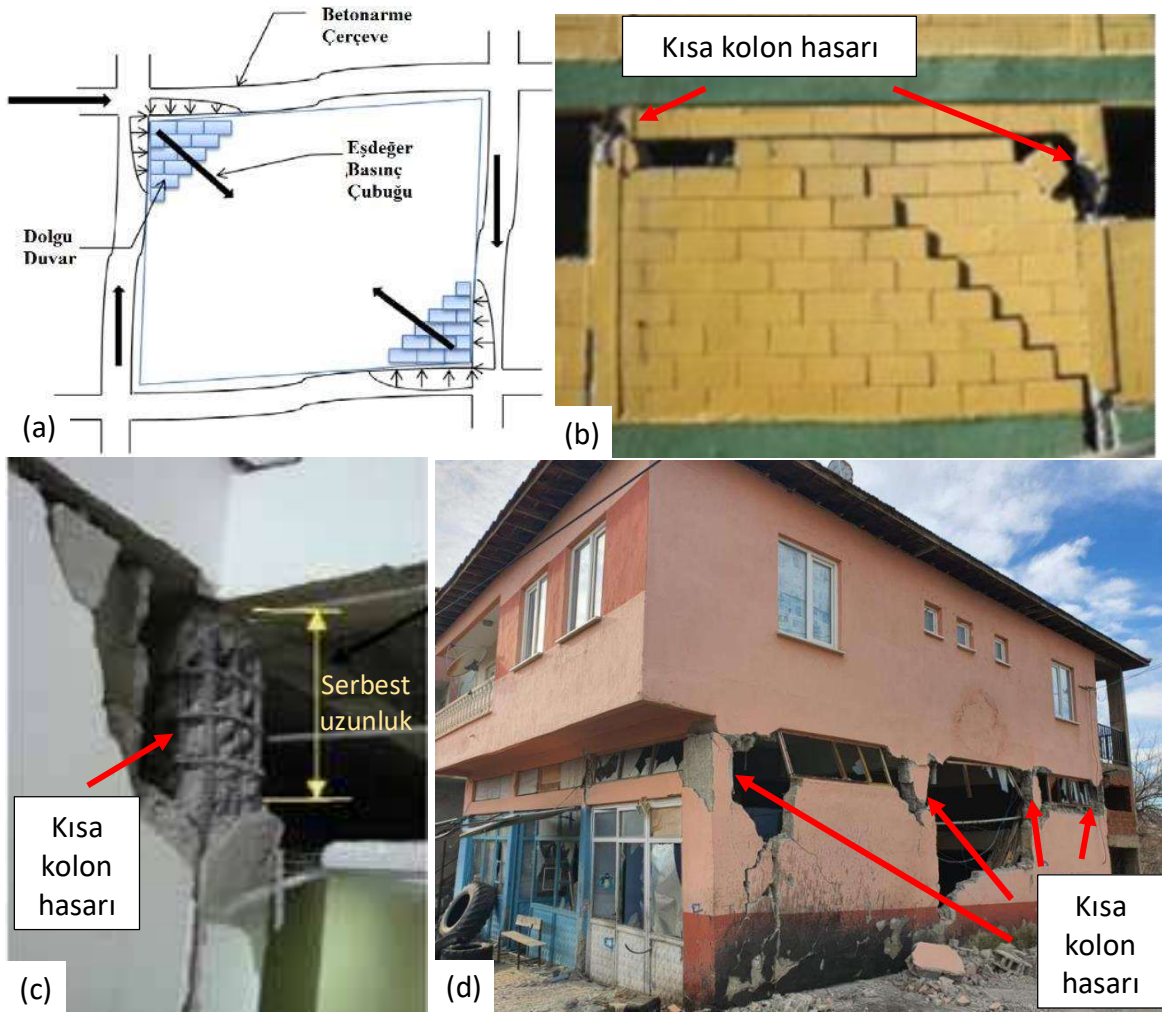 Betonarme
Çerçeve
Eşdeğer
Basınç
Çubuğu
Dolgu
Duvar
(a)
Kısa kolon hasarı
(b)
Serbest
uzunluk
Kısa
kolon
hasarı
(c)
Kısa
kolon
hasarı
(d)